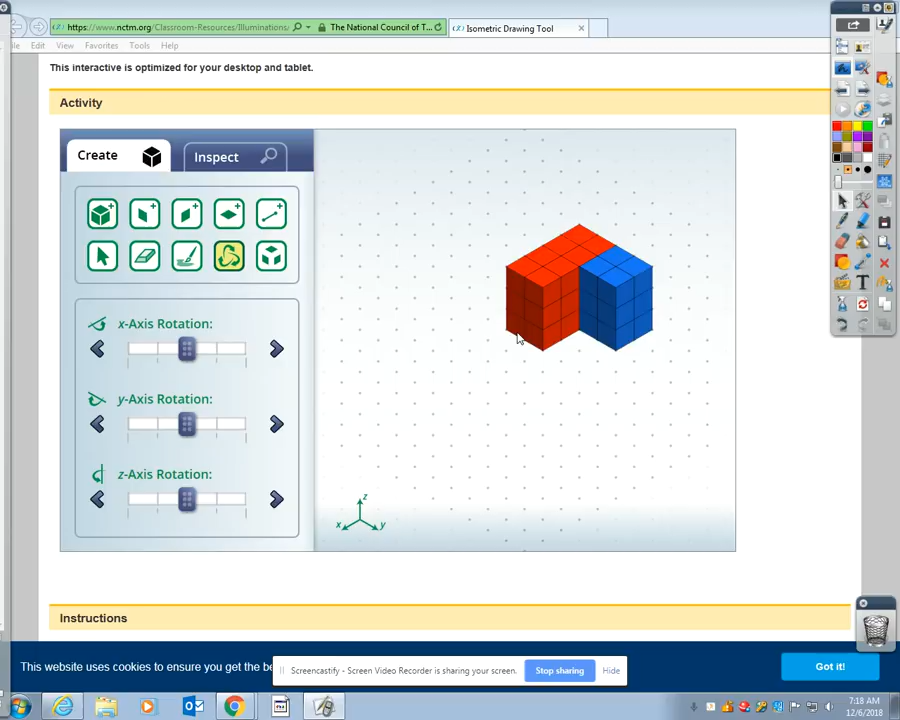 https://www.nctm.org/Classroom-Resources/Illuminations/
The National Council of T...
Isometric Drawing Tool
Edit View Favorites Tools Help
This interactive is optimized for your desktop and tablet.
Activity
Create
Inspect
x-Axis Rotation:
y-Axis Rotation:
z-Axis Rotation:
z
x
y
Instructions
This website uses cookies to ensure you get the be
Screencastify - Screen Video Recorder is sharing your screen.
Stop sharing
Hide
Got it!
7:18 AM
12/6/2018